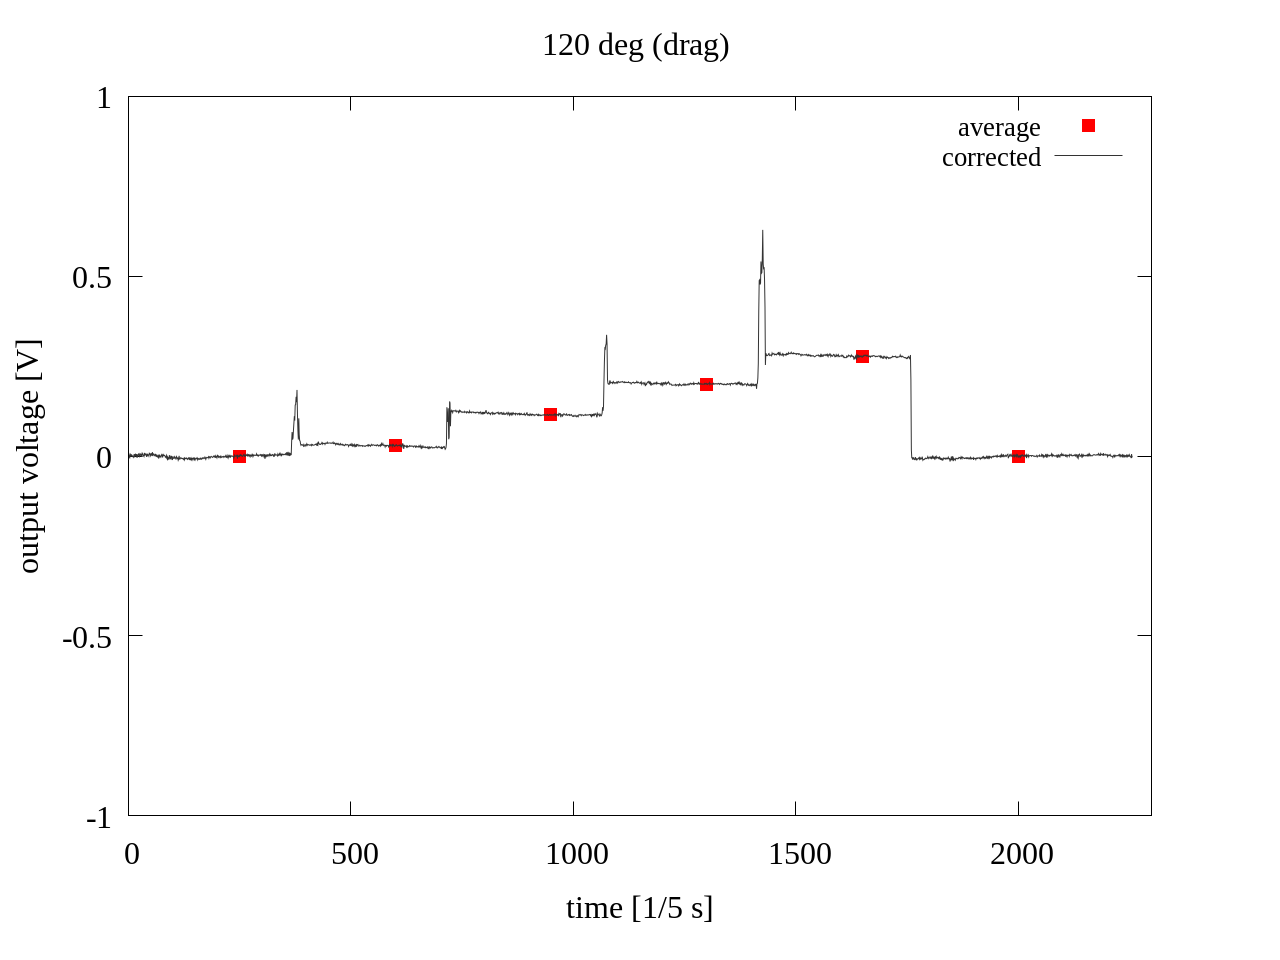 120 deg (drag)
1
average
corrected
0.5
0
-0.5
-1
output voltage [V]
0 500 1000 1500 2000
time [1/5 s]